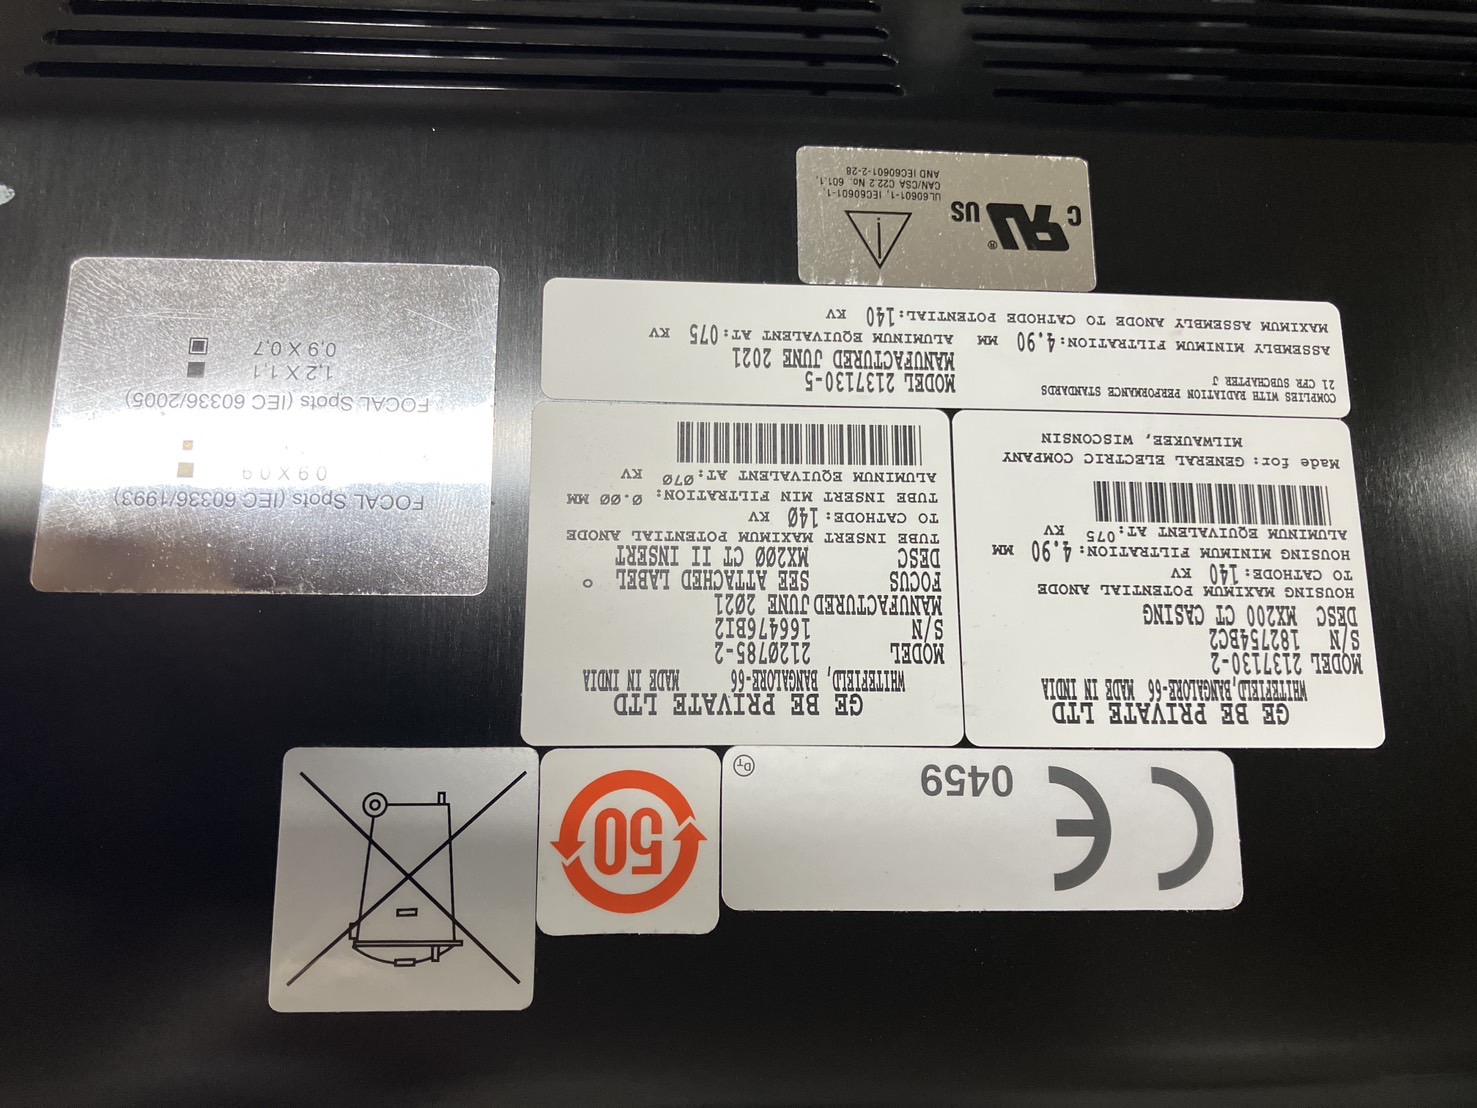 CE 0459
DT
50
GE BE PRIVATE LTD
WHITEFIELD,BANGALORE-66 MADE IN INDIA
MODEL 2137130-2
S/N 182754BC2
DESC MX200 CT CASING
HOUSING MAXIMUM POTENTIAL ANODE
TO CATHODE:140 KV
HOUSING MINIMUM FILTRATION:4.90 MM
ALUMINUM EQUIVALENT AT:075 KV
Made for: GENERAL ELECTRIC COMPANY
MILWAUKEE, WISCONSIN
GE BE PRIVATE LTD
WHITEFIELD, BANGALORE-66 MADE IN INDIA
MODEL 2120785-2
S/N 166476BI2
MANUFACTURED JUNE 2021
FOCUS SEE ATTACHED LABEL
DESC MX200 CT II INSERT
TUBE INSERT MAXIMUM POTENTIAL ANODE
TO CATHODE:140 KV
TUBE INSERT MIN FILTRATION: 0.00 MM
ALUMINUM EQUIVALENT AT:070 KV
COMPLIES WITH RADIATION PERFORMANCE STANDARDS
21 CFR SUBCHAPTER J
MODEL 2137130-5
MANUFACTURED JUNE 2021
ASSEMBLY MINIMUM FILTRATION:4.90 MM ALUMINUM EQUIVALENT AT:075 KV
MAXIMUM ASSEMBLY ANODE TO CATHODE POTENTIAL:140 KV
C RU® US
UL60601-1, IEC60601-1,
CAN/CSA C22.2 No. 601.1,
AND IEC60601-2-28
FOCAL Spots (IEC 60336/1993)
0.9 X 0.9
FOCAL Spots (IEC 60336/2005)
1.2 X 1.1
0.9 X 0.7